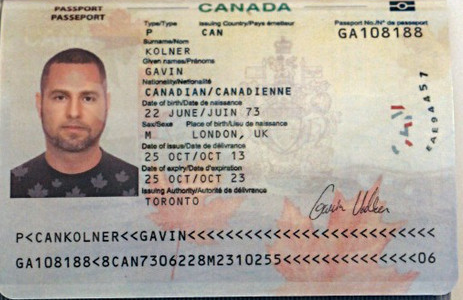 PASSPORT
PASSEPORT
CANADA
Type/Type Issuing Country/Pays émetteur Passport No./N° de passeport
P CAN GA108188
Surname/Nom
KOLNER
Given names/Prénoms
GAVIN
Nationality/Nationalité
CANADIAN/CANADIENNE
Date of birth/Date de naissance
22 JUNE/JUIN 73
Sex/Sexe Place of birth/Lieu de naissance
M LONDON, UK
Date of issue/Date de délivrance
25 OCT/OCT 13
Date of expiry/Date d'expiration
25 OCT/OCT 23
Issuing Authority/Autorité de délivrance
TORONTO
P<CANKOLNER<<GAVIN<<<<<<<<<<<<<<<<<<<<<<<<<<
GA108188<8CAN7306228M2310255<<<<<<<<<<<<<<06